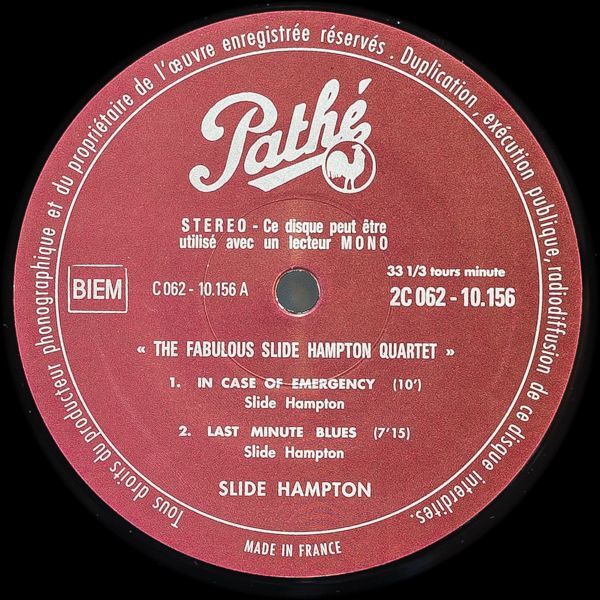 Tous droits du producteur phonographique et du propriétaire de l'œuvre enregistrée réservés. Duplication, exécution publique, radiodiffusion de ce disque interdites.
Pathé
STEREO - Ce disque peut être
utilisé avec un lecteur MONO
33 1/3 tours minute
BIEM C 062 - 10.156 A 2C 062 - 10.156
« THE FABULOUS SLIDE HAMPTON QUARTET »
1. IN CASE OF EMERGENCY (10')
Slide Hampton
2. LAST MINUTE BLUES (7'15)
Slide Hampton
SLIDE HAMPTON
MADE IN FRANCE